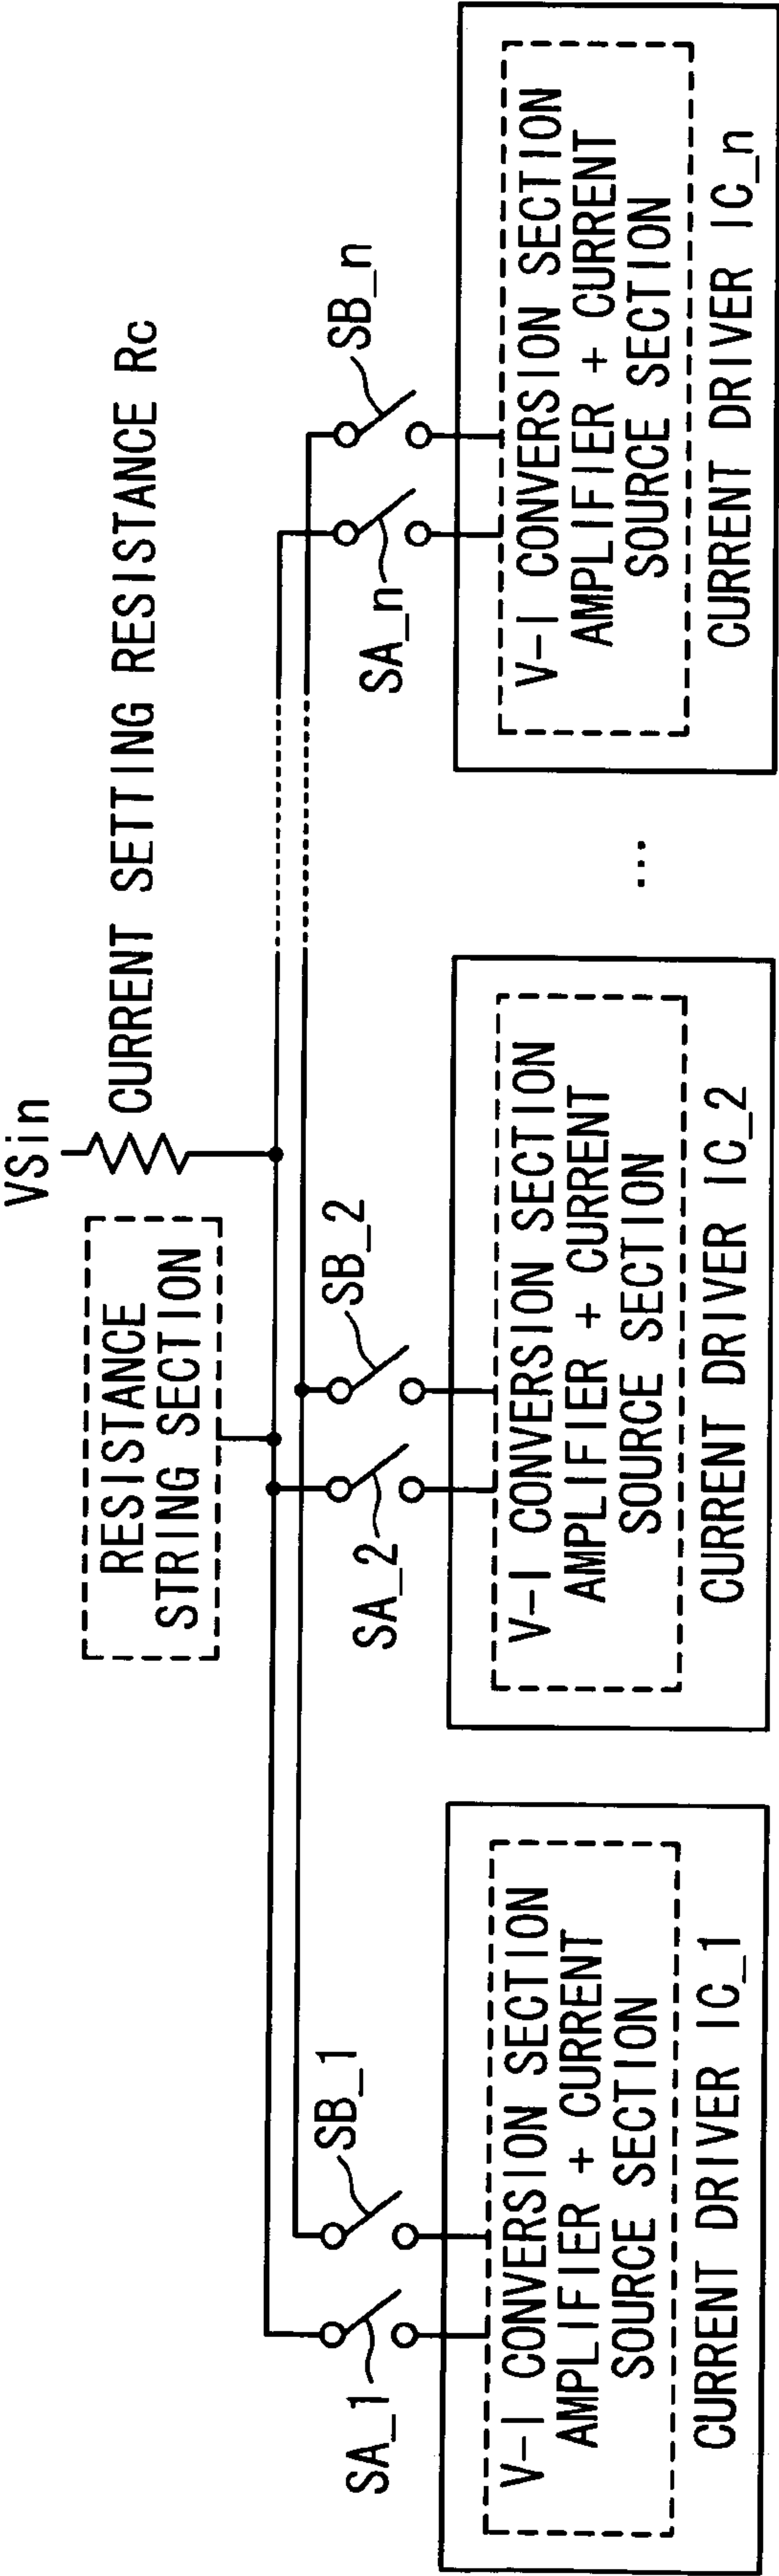 VSin
CURRENT SETTING RESISTANCE Rc
RESISTANCE
STRING SECTION
SA_1
SB_1
SA_2
SB_2
SA_n
SB_n
V-I CONVERSION SECTION
AMPLIFIER + CURRENT
SOURCE SECTION
CURRENT DRIVER IC_1
V-I CONVERSION SECTION
AMPLIFIER + CURRENT
SOURCE SECTION
CURRENT DRIVER IC_2
...
V-I CONVERSION SECTION
AMPLIFIER + CURRENT
SOURCE SECTION
CURRENT DRIVER IC_n